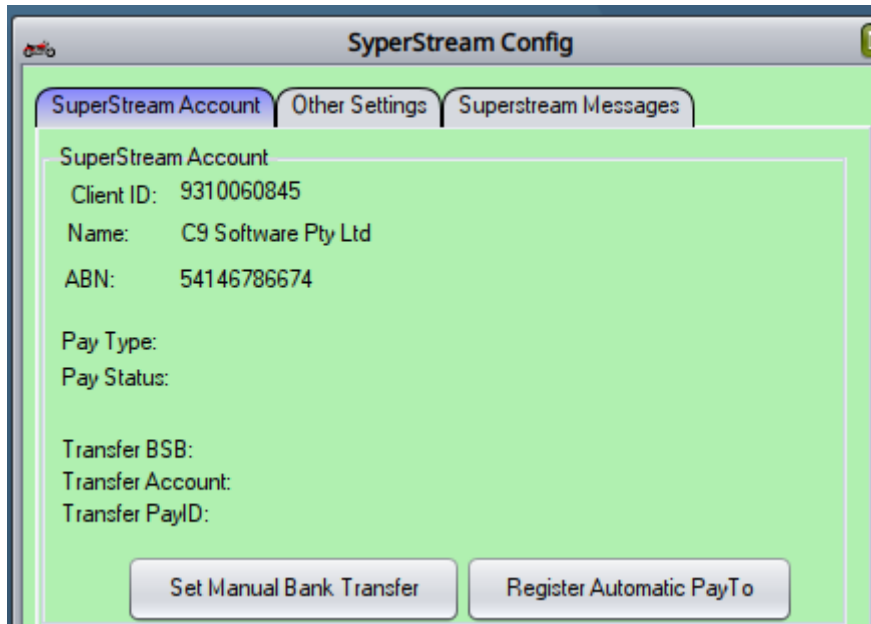 SyperStream Config
SuperStream Account Other Settings Superstream Messages
SuperStream Account
Client ID: 9310060845
Name: C9 Software Pty Ltd
ABN: 54146786674
Pay Type:
Pay Status:
Transfer BSB:
Transfer Account:
Transfer PayID:
Set Manual Bank Transfer Register Automatic PayTo